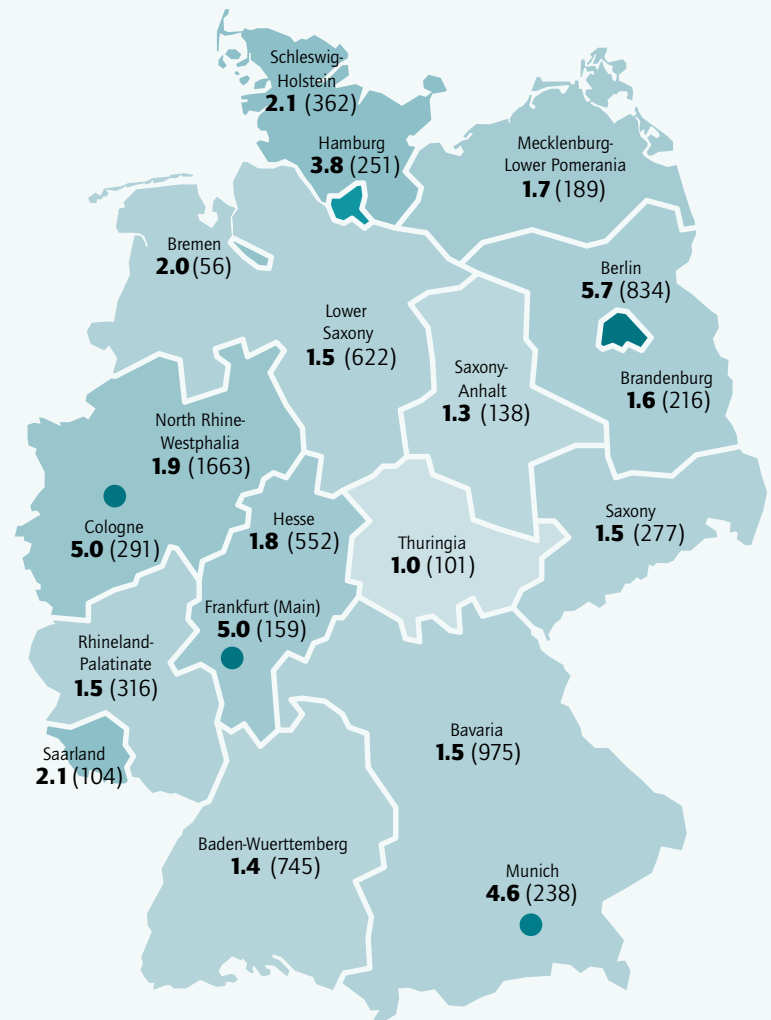 Schleswig-
Holstein
2.1 (362)
Hamburg
3.8 (251)
Mecklenburg-
Lower Pomerania
1.7 (189)
Bremen
2.0 (56)
Berlin
5.7 (834)
Lower
Saxony
1.5 (622)
Saxony-
Anhalt
1.3 (138)
Brandenburg
1.6 (216)
North Rhine-
Westphalia
1.9 (1663)
Cologne
5.0 (291)
Hesse
1.8 (552)
Thuringia
1.0 (101)
Saxony
1.5 (277)
Frankfurt (Main)
5.0 (159)
Rhineland-
Palatinate
1.5 (316)
Saarland
2.1 (104)
Bavaria
1.5 (975)
Baden-Wuerttemberg
1.4 (745)
Munich
4.6 (238)